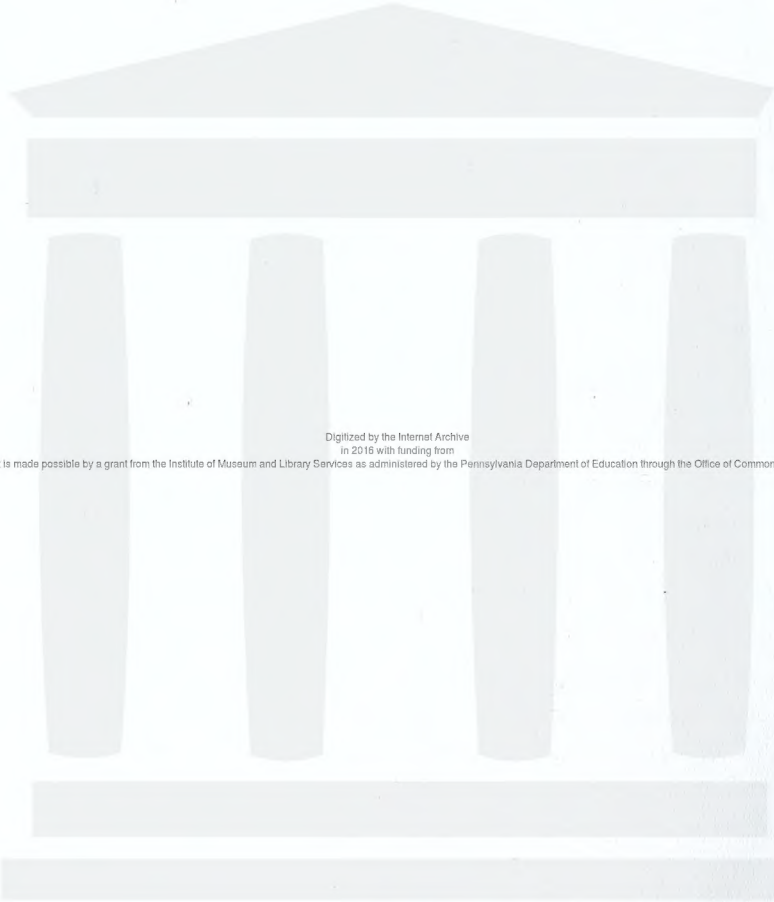 Digitized by the Internet Archive
in 2016 with funding from
is made possible by a grant from the Institute of Museum and Library Services as administered by the Pennsylvania Department of Education through the Office of Common